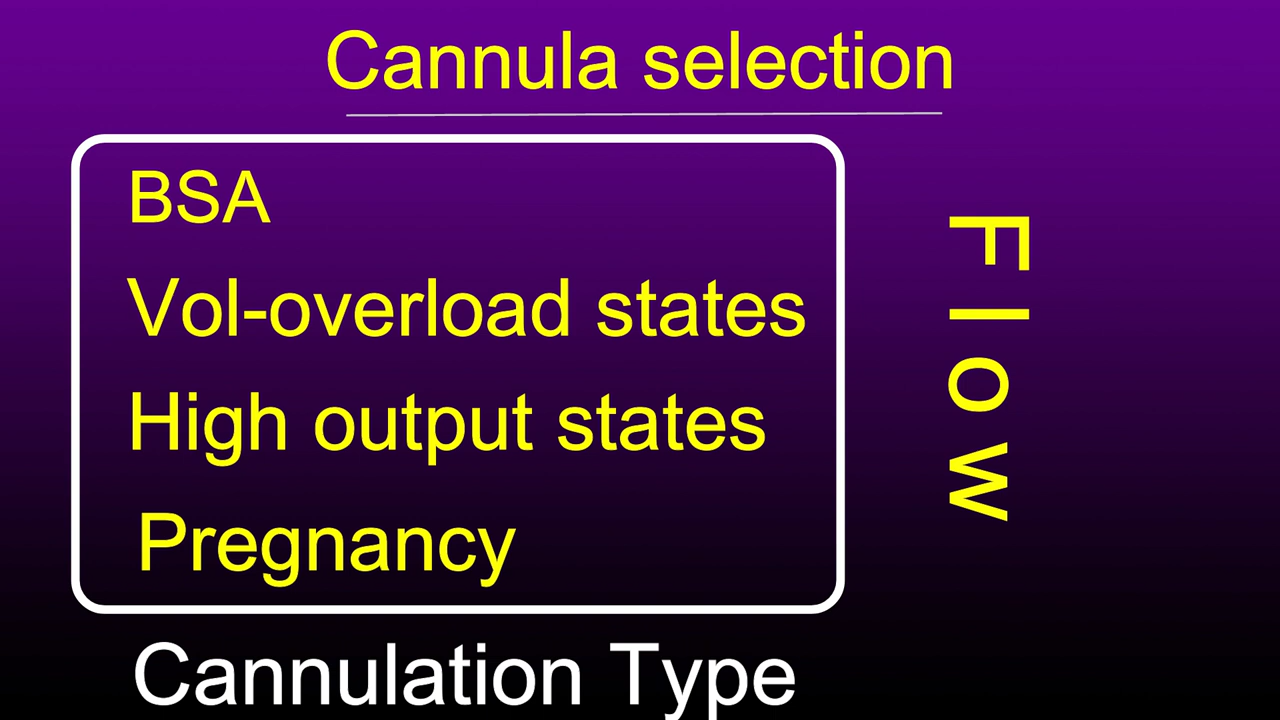 Cannula selection
BSA
Vol-overload states
High output states
Pregnancy
Flow
Cannulation Type